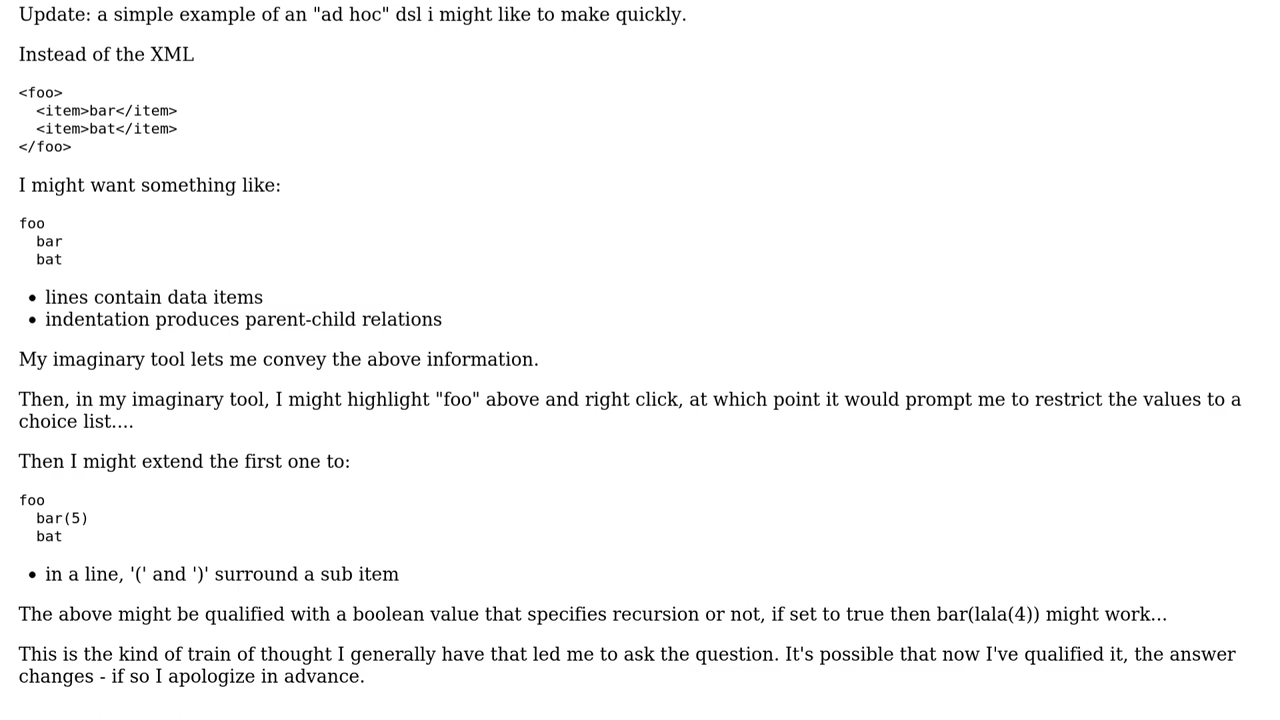 Update: a simple example of an "ad hoc" dsl i might like to make quickly.
Instead of the XML
<foo>
  <item>bar</item>
  <item>bat</item>
</foo>
I might want something like:
foo
  bar
  bat
• lines contain data items
• indentation produces parent-child relations
My imaginary tool lets me convey the above information.
Then, in my imaginary tool, I might highlight "foo" above and right click, at which point it would prompt me to restrict the values to a
choice list....
Then I might extend the first one to:
foo
  bar(5)
  bat
• in a line, '(' and ')' surround a sub item
The above might be qualified with a boolean value that specifies recursion or not, if set to true then bar(lala(4)) might work...
This is the kind of train of thought I generally have that led me to ask the question. It's possible that now I've qualified it, the answer
changes - if so I apologize in advance.